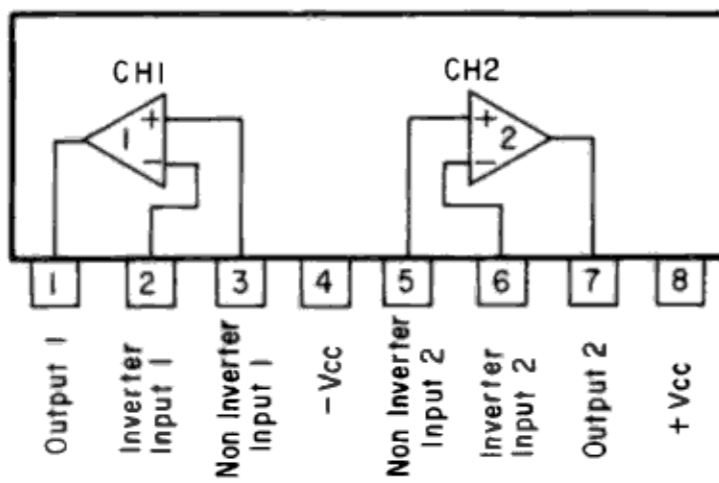 CH1
CH2
+
1
−
+
2
−
1
2
3
4
5
6
7
8
Output 1
Inverter
Input 1
Non Inverter
Input 1
−Vcc
Non Inverter
Input 2
Inverter
Input 2
Output 2
+Vcc